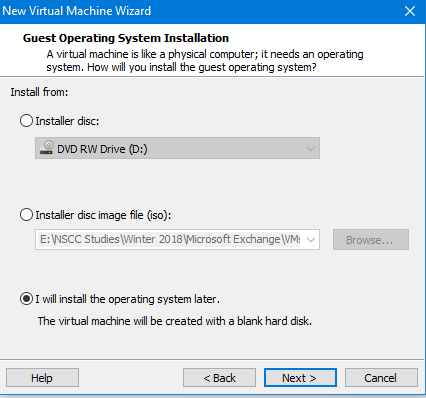 New Virtual Machine Wizard
Guest Operating System Installation
A virtual machine is like a physical computer; it needs an operating
system. How will you install the guest operating system?
Install from:
Installer disc:
DVD RW Drive (D:)
Installer disc image file (iso):
E:\NSCC Studies\Winter 2018\Microsoft Exchange\VMs
Browse...
I will install the operating system later.
The virtual machine will be created with a blank hard disk.
Help
< Back
Next >
Cancel